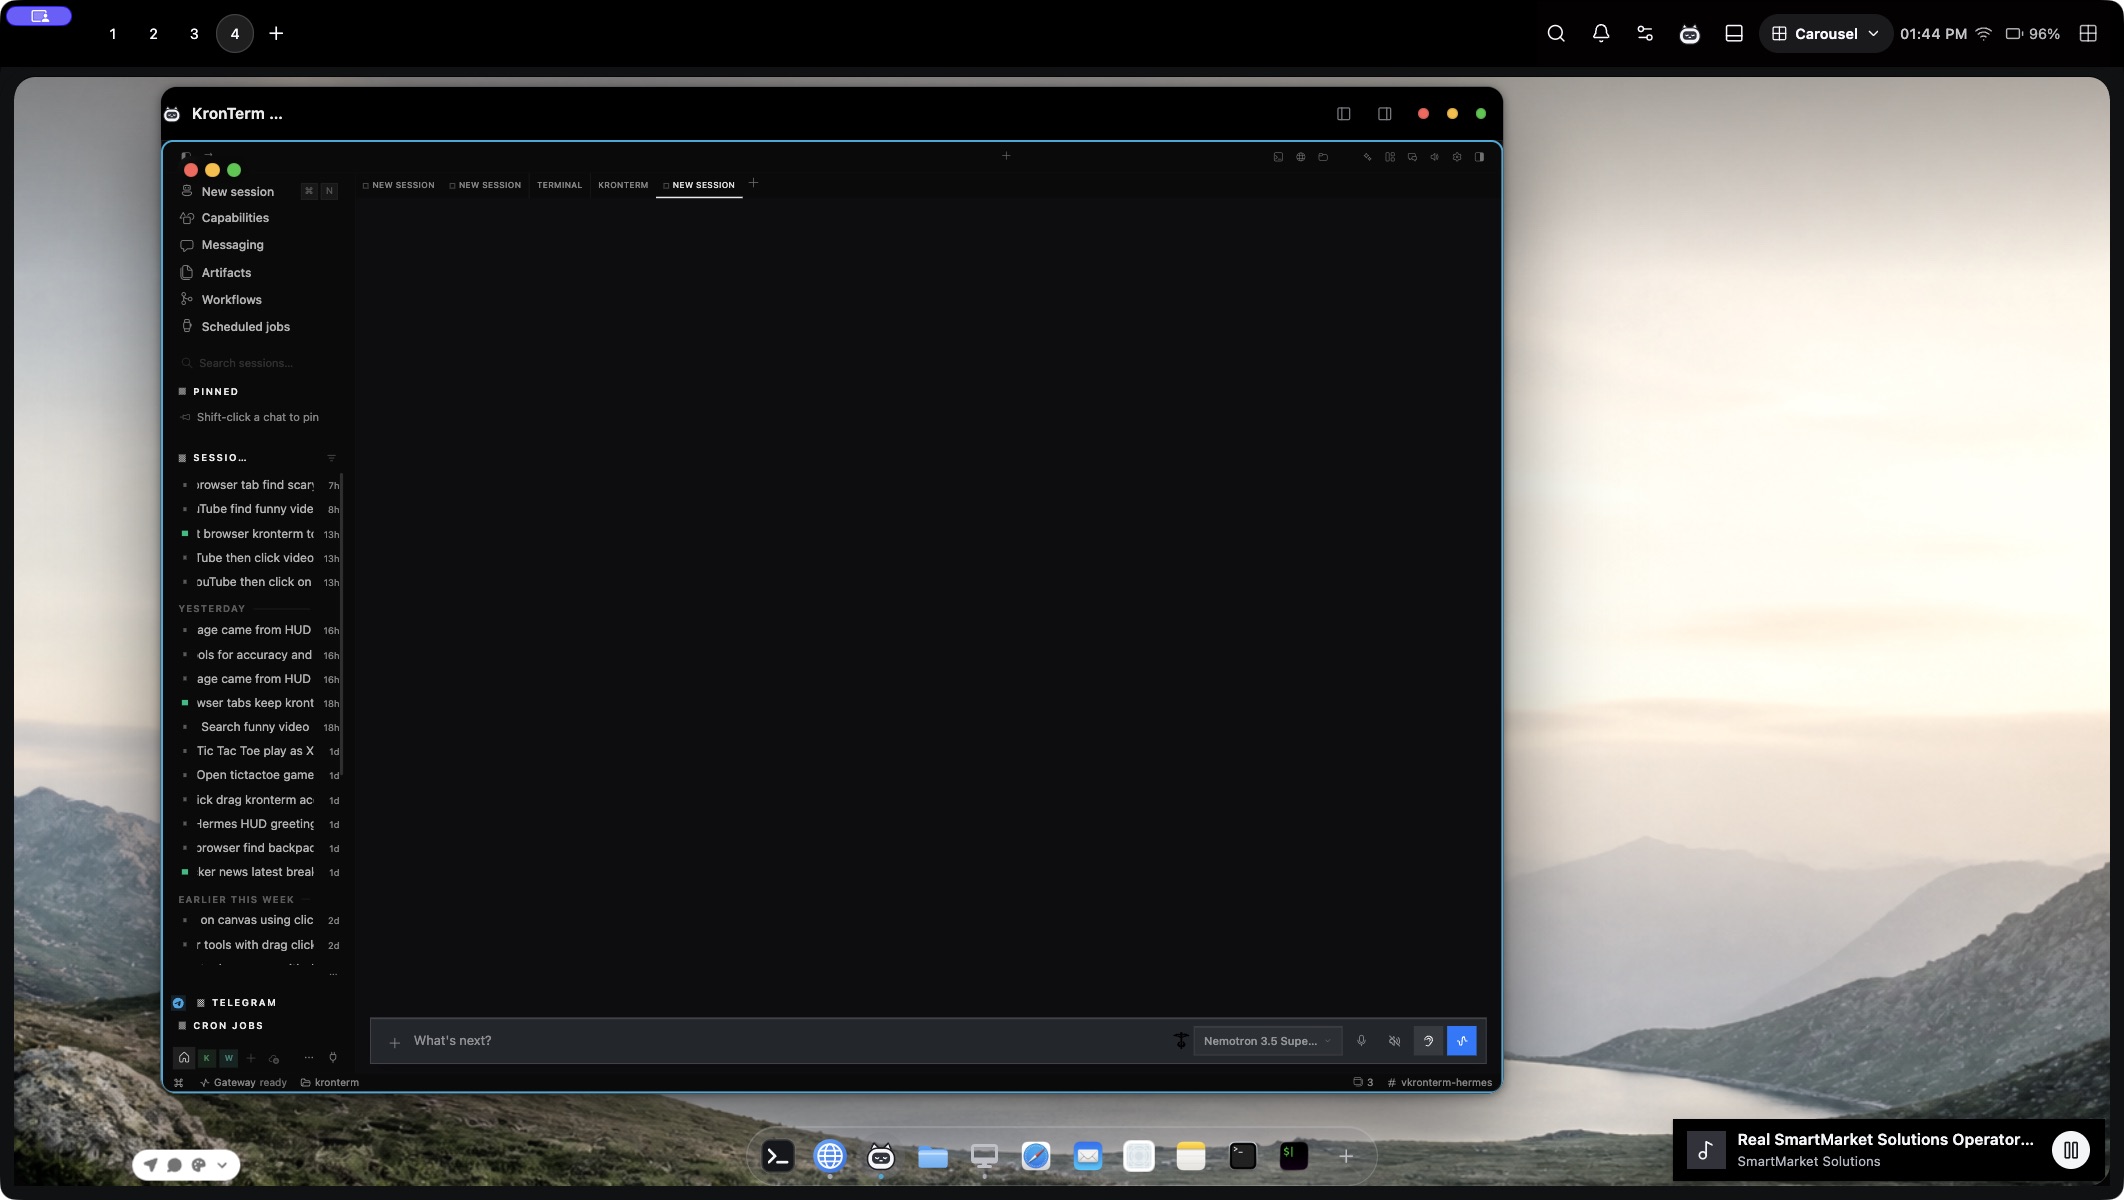 1 2 3 4
Carousel
01:44 PM
96%
KronTerm ...
NEW SESSION
NEW SESSION
TERMINAL
KRONTERM
NEW SESSION
New session ⌘ N
Capabilities
Messaging
Artifacts
Workflows
Scheduled jobs
Search sessions...
PINNED
Shift-click a chat to pin
SESSIO...
browser tab find scary 7h
uTube find funny vide 8h
t browser kronterm to 13h
Tube then click video 13h
ouTube then click on 13h
YESTERDAY
age came from HUD 16h
ols for accuracy and 16h
age came from HUD 16h
wser tabs keep kront 18h
Search funny video 18h
Tic Tac Toe play as X 1d
Open tictactoe game 1d
ick drag kronterm ac 1d
Hermes HUD greeting 1d
browser find backpac 1d
ker news latest break 1d
EARLIER THIS WEEK
on canvas using clic 2d
r tools with drag click 2d
...
TELEGRAM
CRON JOBS
K W
What's next?
Nemotron 3.5 Supe...
Gateway ready
kronterm
3
# vkronterm-hermes
Real SmartMarket Solutions Operator...
SmartMarket Solutions